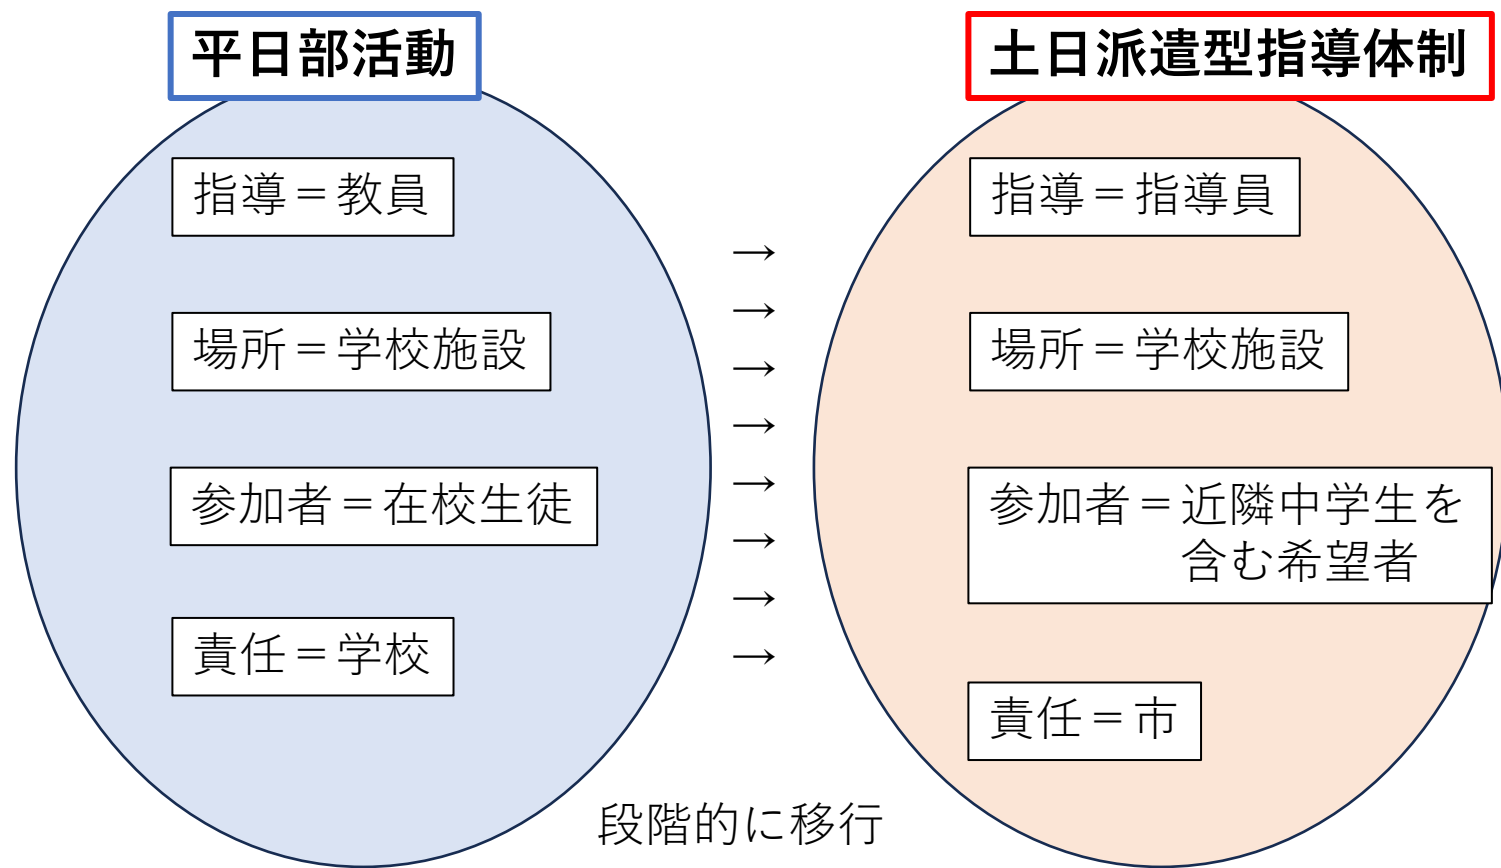 平日部活動
指導＝教員
場所＝学校施設
参加者＝在校生徒
責任＝学校
→
→
→
→
→
→
→
→
土日派遣型指導体制
指導＝指導員
場所＝学校施設
参加者＝近隣中学生を
含む希望者
責任＝市
段階的に移行